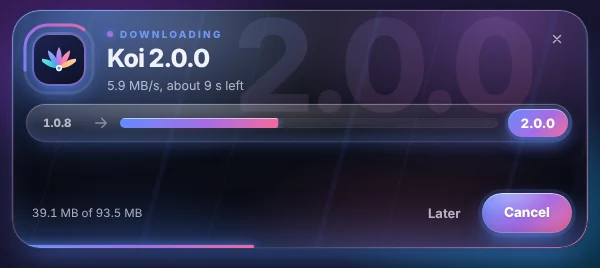 DOWNLOADING
Koi 2.0.0
2.0.0
5.9 MB/s, about 9 s left
1.0.8 → 2.0.0
39.1 MB of 93.5 MB
Later
Cancel